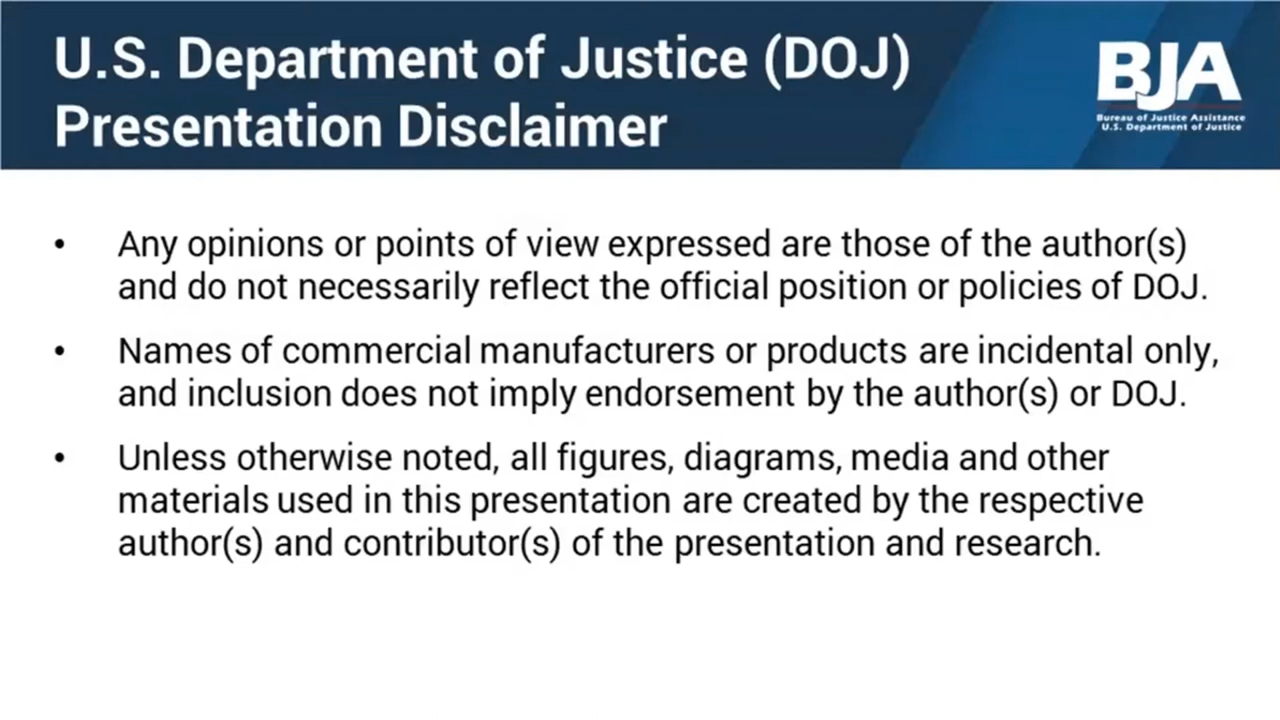 U.S. Department of Justice (DOJ)
Presentation Disclaimer
BJA
Bureau of Justice Assistance
U.S. Department of Justice
• Any opinions or points of view expressed are those of the author(s)
and do not necessarily reflect the official position or policies of DOJ.
• Names of commercial manufacturers or products are incidental only,
and inclusion does not imply endorsement by the author(s) or DOJ.
• Unless otherwise noted, all figures, diagrams, media and other
materials used in this presentation are created by the respective
author(s) and contributor(s) of the presentation and research.